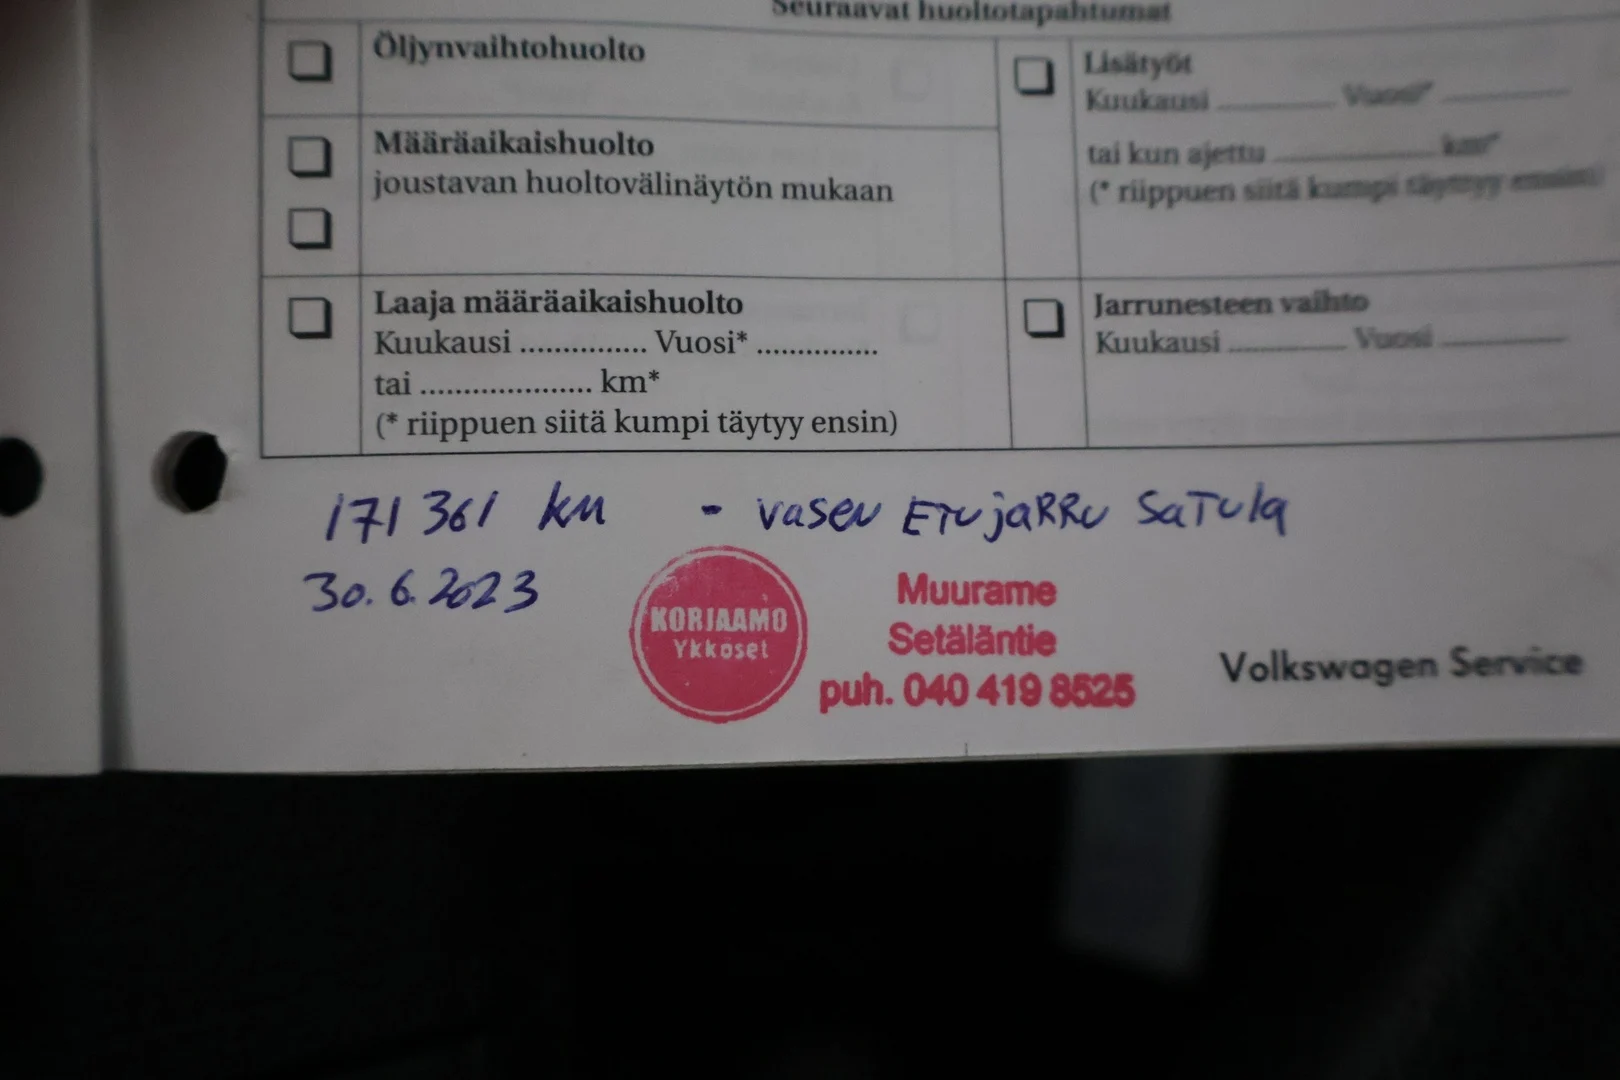 Seuraavat huoltotapahtumat
Öljynvaihtohuolto
Määräaikaishuolto
joustavan huoltovälinäytön mukaan
Laaja määräaikaishuolto
Kuukausi ............... Vuosi* ...............
tai ..................... km*
(* riippuen siitä kumpi täytyy ensin)
Lisätyöt
Kuukausi ............... Vuosi* ...............
tai kun ajettu ..................... km*
(* riippuen siitä kumpi täytyy ensin)
Jarrunesteen vaihto
Kuukausi ............... Vuosi ...............
171 361 km - vasen ETUjaRRU SaTula
30.6.2023
KORJAAMO
Ykköset
Muurame
Setäläntie
puh. 040 419 8525
Volkswagen Service